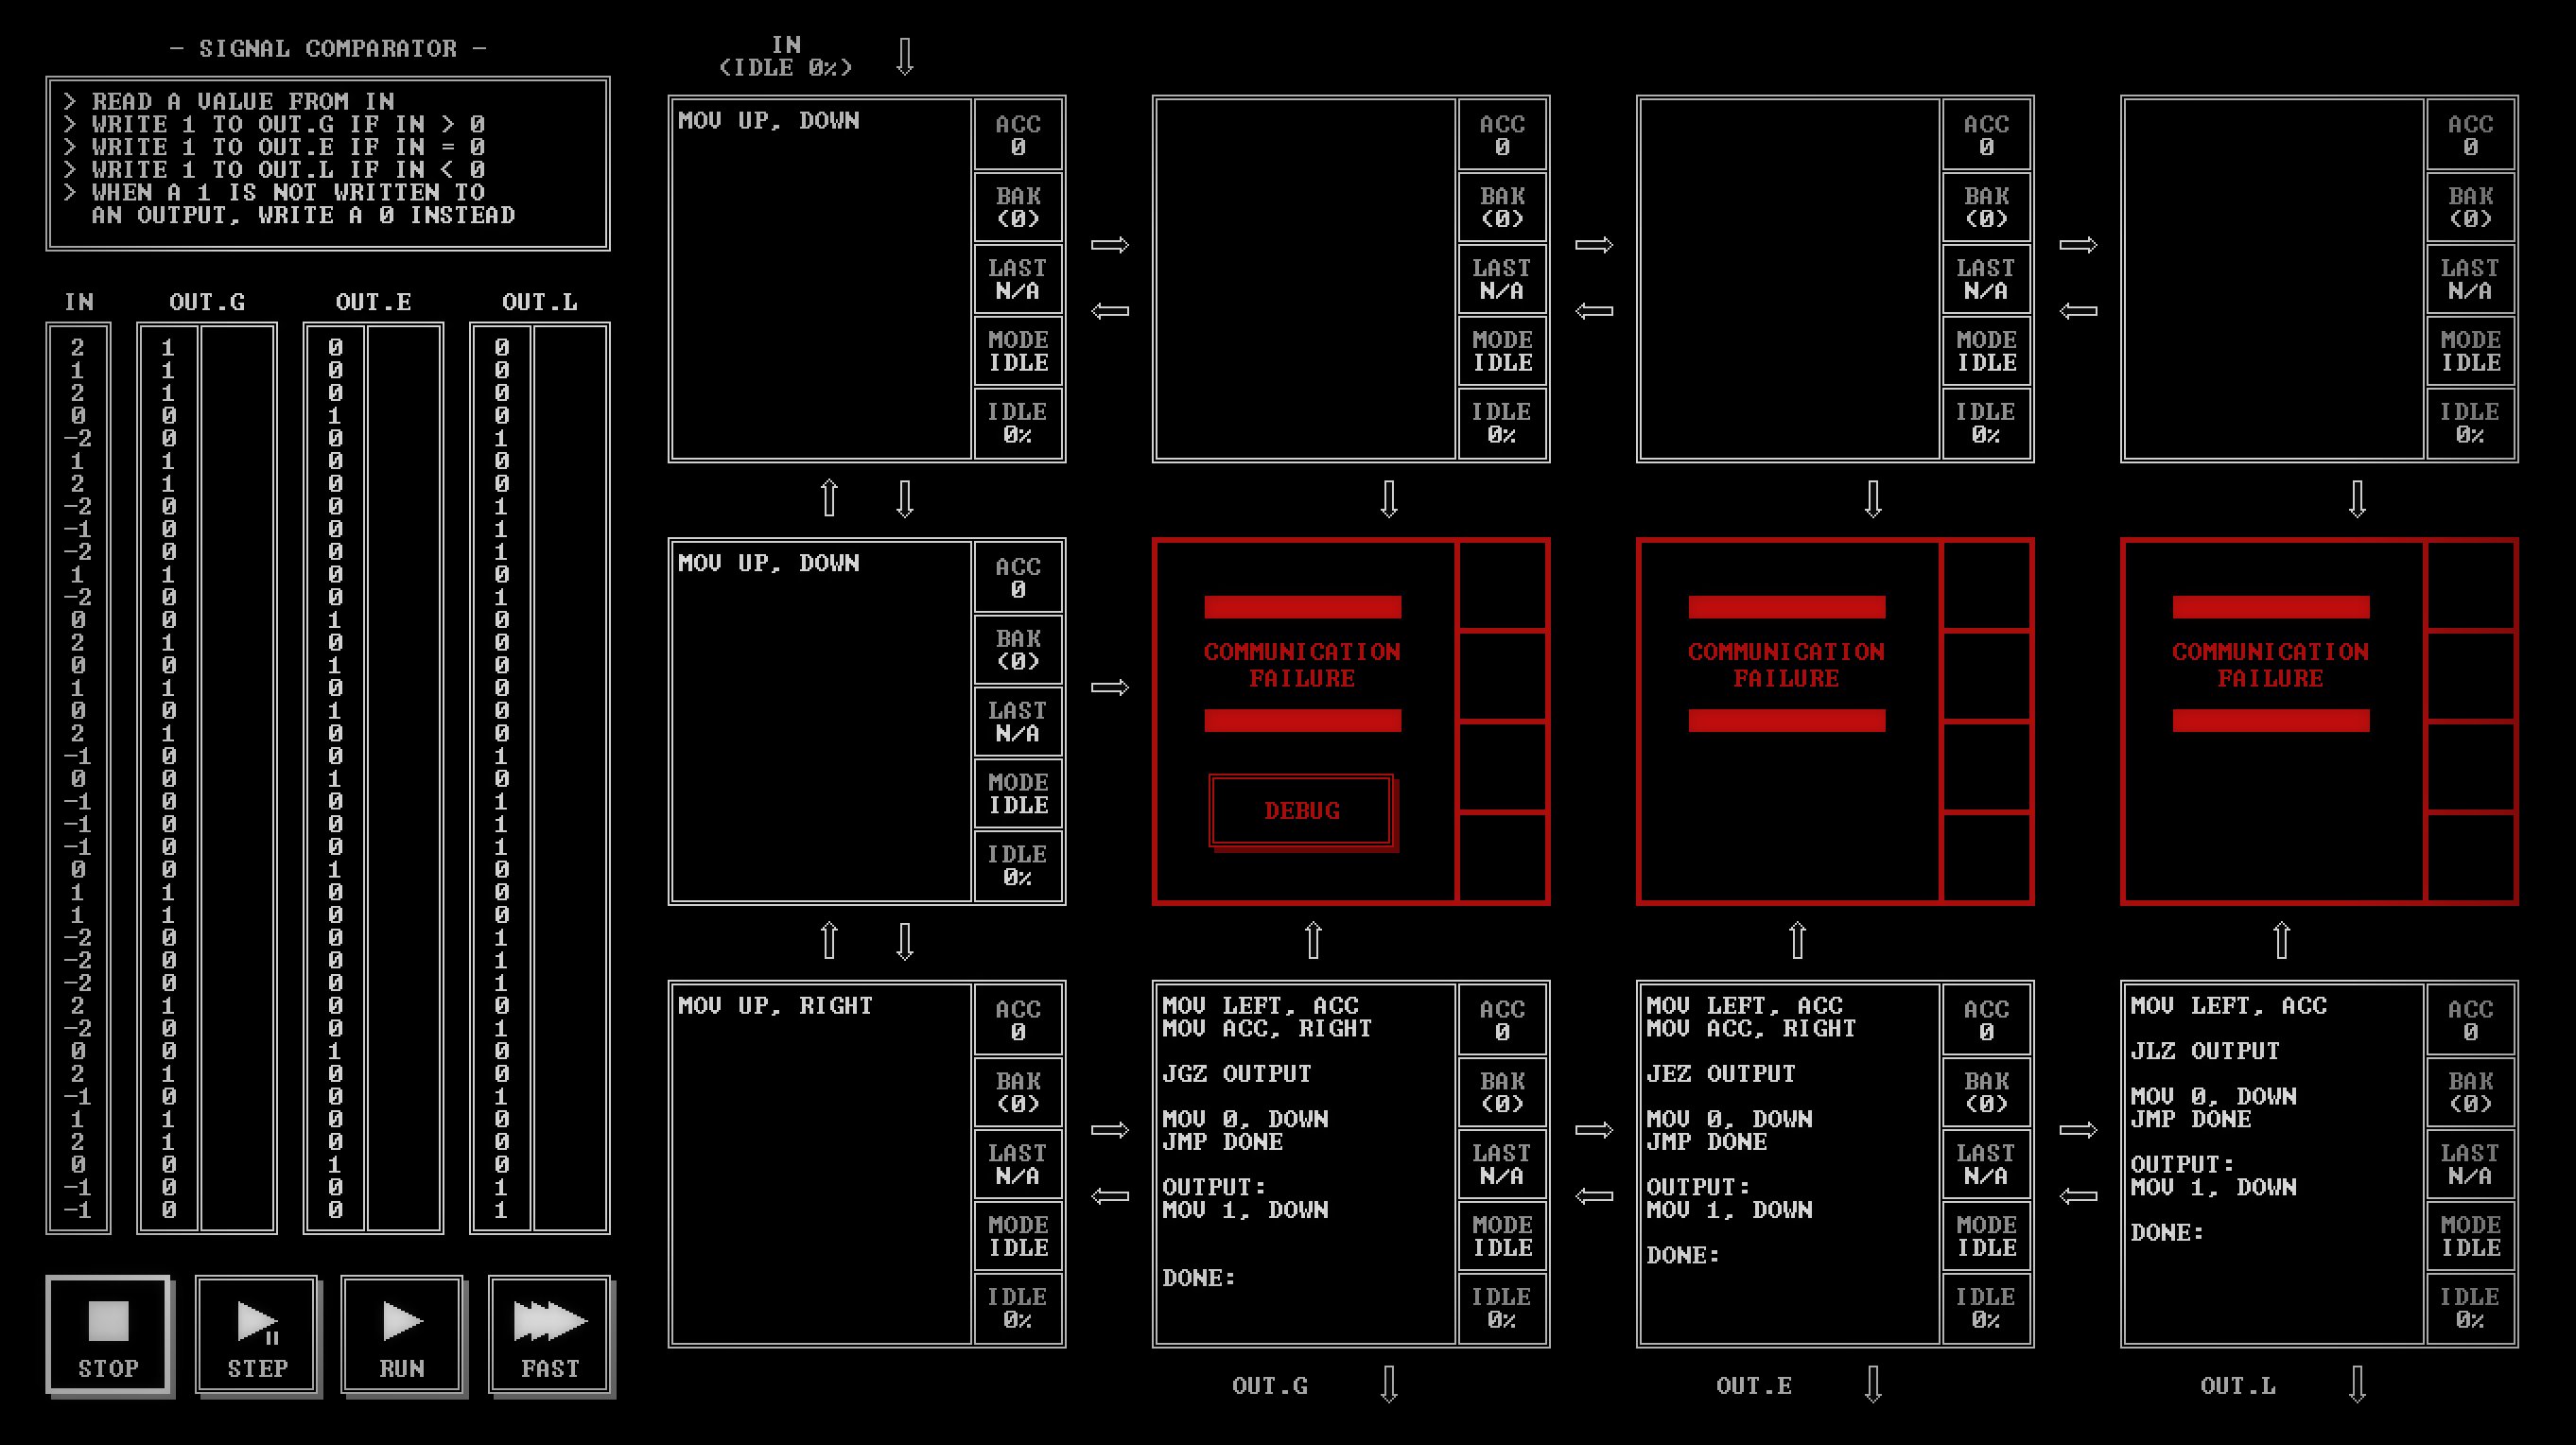 - SIGNAL COMPARATOR -
> READ A VALUE FROM IN
> WRITE 1 TO OUT.G IF IN > 0
> WRITE 1 TO OUT.E IF IN = 0
> WRITE 1 TO OUT.L IF IN < 0
> WHEN A 1 IS NOT WRITTEN TO
AN OUTPUT, WRITE A 0 INSTEAD
IN OUT.G OUT.E OUT.L
2 1 0 0
1 1 0 0
2 1 0 0
0 0 1 0
-2 0 0 1
1 1 0 0
2 1 0 0
-2 0 0 1
-1 0 0 1
-2 0 0 1
1 1 0 0
-2 0 0 1
0 0 1 0
2 1 0 0
0 0 1 0
1 1 0 0
0 0 1 0
2 1 0 0
-1 0 0 1
0 0 1 0
-1 0 0 1
-1 0 0 1
-1 0 0 1
0 0 1 0
1 1 0 0
1 1 0 0
-2 0 0 1
-2 0 0 1
-2 0 0 1
2 1 0 0
-2 0 0 1
0 0 1 0
2 1 0 0
-1 0 0 1
1 1 0 0
2 1 0 0
0 0 1 0
-1 0 0 1
-1 0 0 1
STOP STEP RUN FAST
IN
(IDLE 0%)
MOV UP, DOWN
ACC
0
BAK
(0)
LAST
N/A
MODE
IDLE
IDLE
0%
ACC
0
BAK
(0)
LAST
N/A
MODE
IDLE
IDLE
0%
ACC
0
BAK
(0)
LAST
N/A
MODE
IDLE
IDLE
0%
ACC
0
BAK
(0)
LAST
N/A
MODE
IDLE
IDLE
0%
MOV UP, DOWN
ACC
0
BAK
(0)
LAST
N/A
MODE
IDLE
IDLE
0%
COMMUNICATION
FAILURE
DEBUG
COMMUNICATION
FAILURE
COMMUNICATION
FAILURE
MOV UP, RIGHT
ACC
0
BAK
(0)
LAST
N/A
MODE
IDLE
IDLE
0%
MOV LEFT, ACC
MOV ACC, RIGHT
JGZ OUTPUT
MOV 0, DOWN
JMP DONE
OUTPUT:
MOV 1, DOWN
DONE:
ACC
0
BAK
(0)
LAST
N/A
MODE
IDLE
IDLE
0%
MOV LEFT, ACC
MOV ACC, RIGHT
JEZ OUTPUT
MOV 0, DOWN
JMP DONE
OUTPUT:
MOV 1, DOWN
DONE:
ACC
0
BAK
(0)
LAST
N/A
MODE
IDLE
IDLE
0%
MOV LEFT, ACC
JLZ OUTPUT
MOV 0, DOWN
JMP DONE
OUTPUT:
MOV 1, DOWN
DONE:
ACC
0
BAK
(0)
LAST
N/A
MODE
IDLE
IDLE
0%
OUT.G
OUT.E
OUT.L